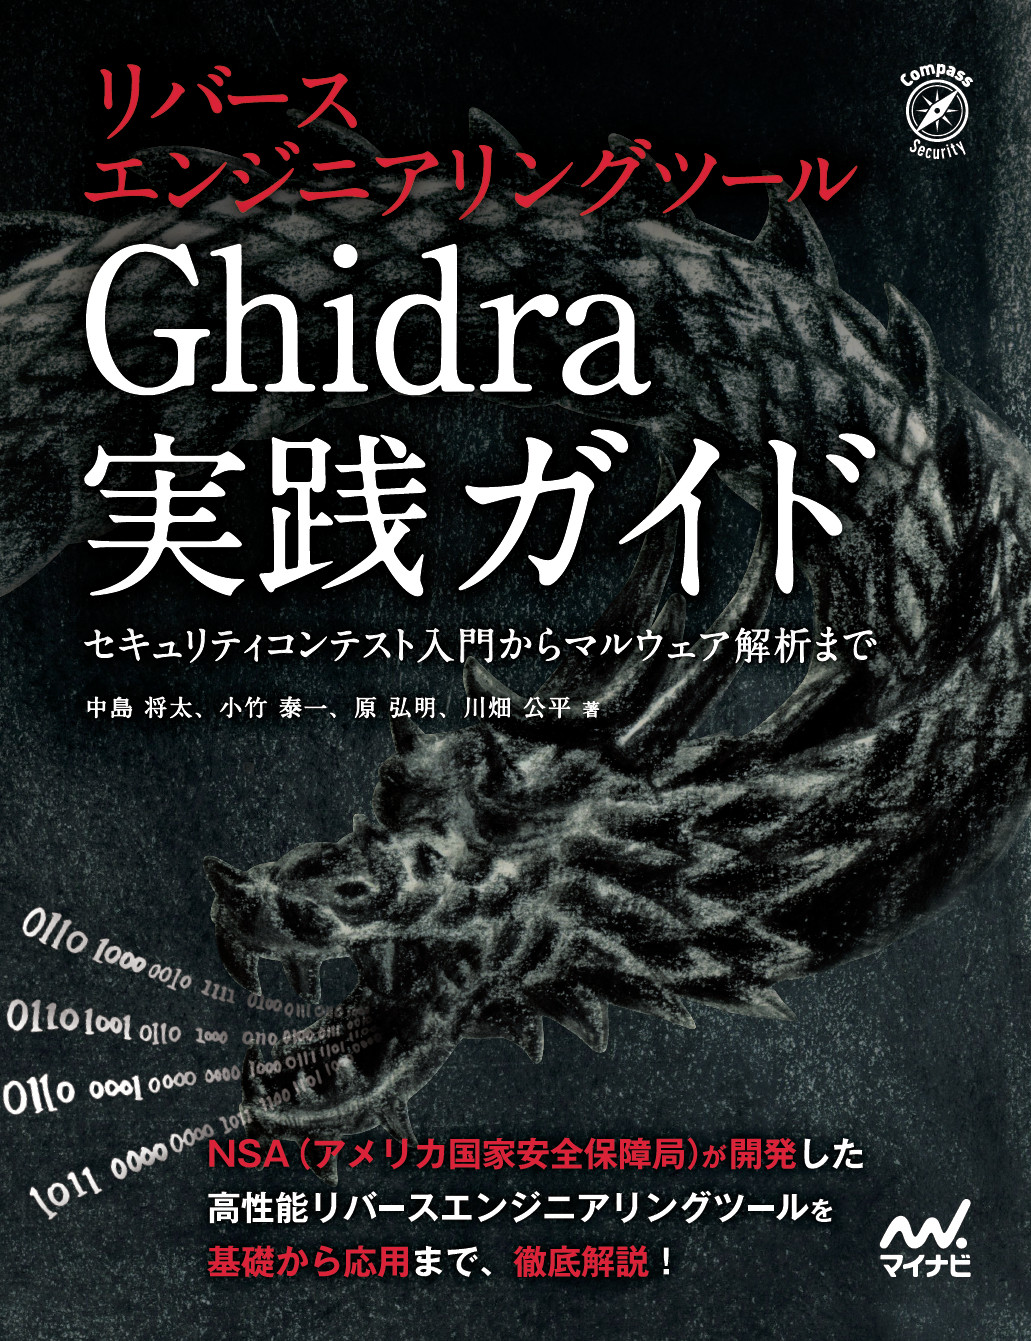 リバース
エンジニアリングツール
Compass
Security
Ghidra
実践ガイド
セキュリティコンテスト入門からマルウェア解析まで
中島 将太、小竹 泰一、原 弘明、川畑 公平 著
0110 1000 0010 1111 0100
0110 1001 0110 1000
0110 0001 0000 0000 1000 0111
1011 0000 0000 1011 1100
NSA（アメリカ国家安全保障局）が開発した
高性能リバースエンジニアリングツールを
基礎から応用まで、徹底解説！
マイナビ